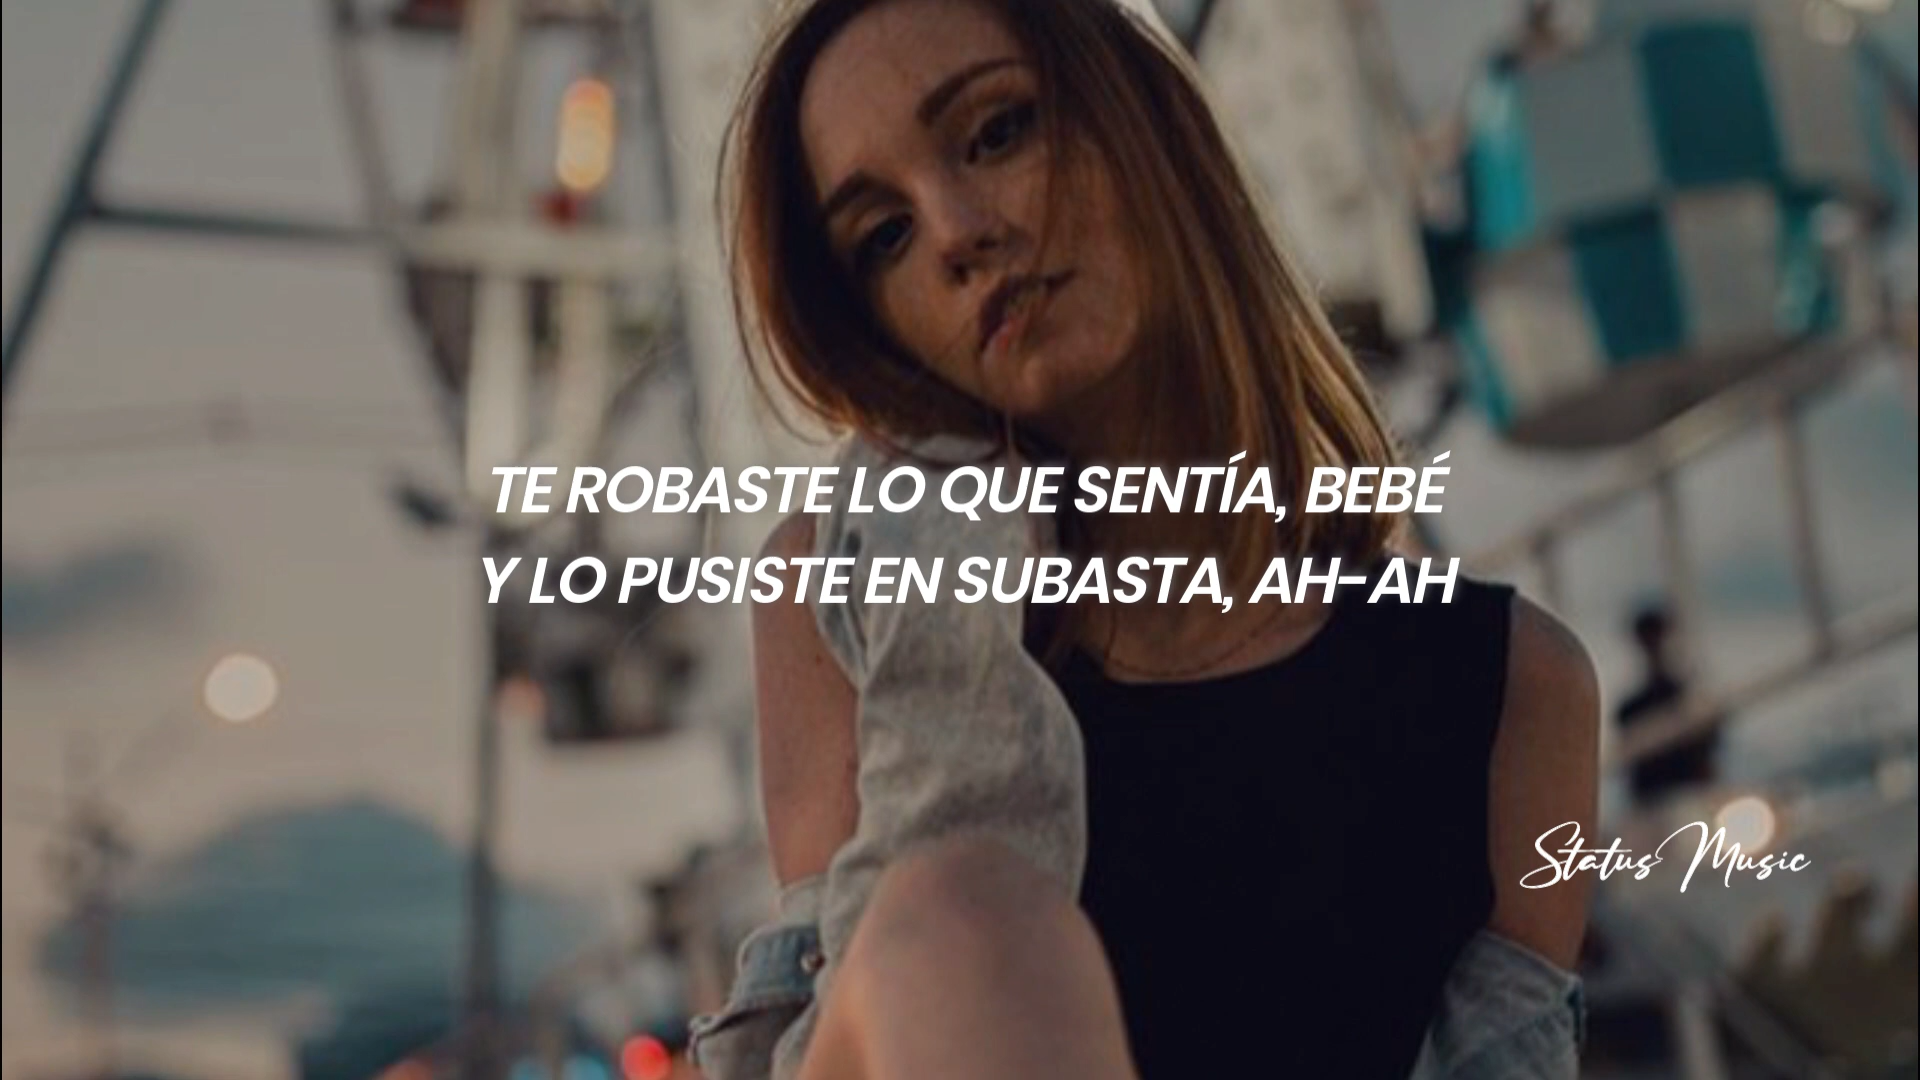 TE ROBASTE LO QUE SENTÍA, BEBÉ
Y LO PUSISTE EN SUBASTA, AH-AH
Status Music